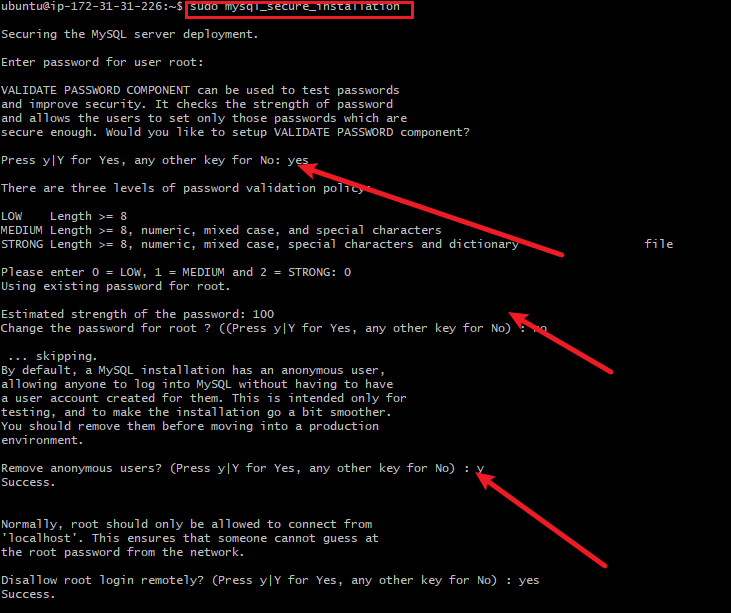 ubuntu@ip-172-31-31-226:~$ sudo mysql_secure_installation
Securing the MySQL server deployment.
Enter password for user root:
VALIDATE PASSWORD COMPONENT can be used to test passwords
and improve security. It checks the strength of password
and allows the users to set only those passwords which are
secure enough. Would you like to setup VALIDATE PASSWORD component?
Press y|Y for Yes, any other key for No: yes
There are three levels of password validation policy:
LOW    Length >= 8
MEDIUM Length >= 8, numeric, mixed case, and special characters
STRONG Length >= 8, numeric, mixed case, special characters and dictionary                  file
Please enter 0 = LOW, 1 = MEDIUM and 2 = STRONG: 0
Using existing password for root.
Estimated strength of the password: 100
Change the password for root ? ((Press y|Y for Yes, any other key for No) : no
... skipping.
By default, a MySQL installation has an anonymous user,
allowing anyone to log into MySQL without having to have
a user account created for them. This is intended only for
testing, and to make the installation go a bit smoother.
You should remove them before moving into a production
environment.
Remove anonymous users? (Press y|Y for Yes, any other key for No) : y
Success.
Normally, root should only be allowed to connect from
'localhost'. This ensures that someone cannot guess at
the root password from the network.
Disallow root login remotely? (Press y|Y for Yes, any other key for No) : yes
Success.